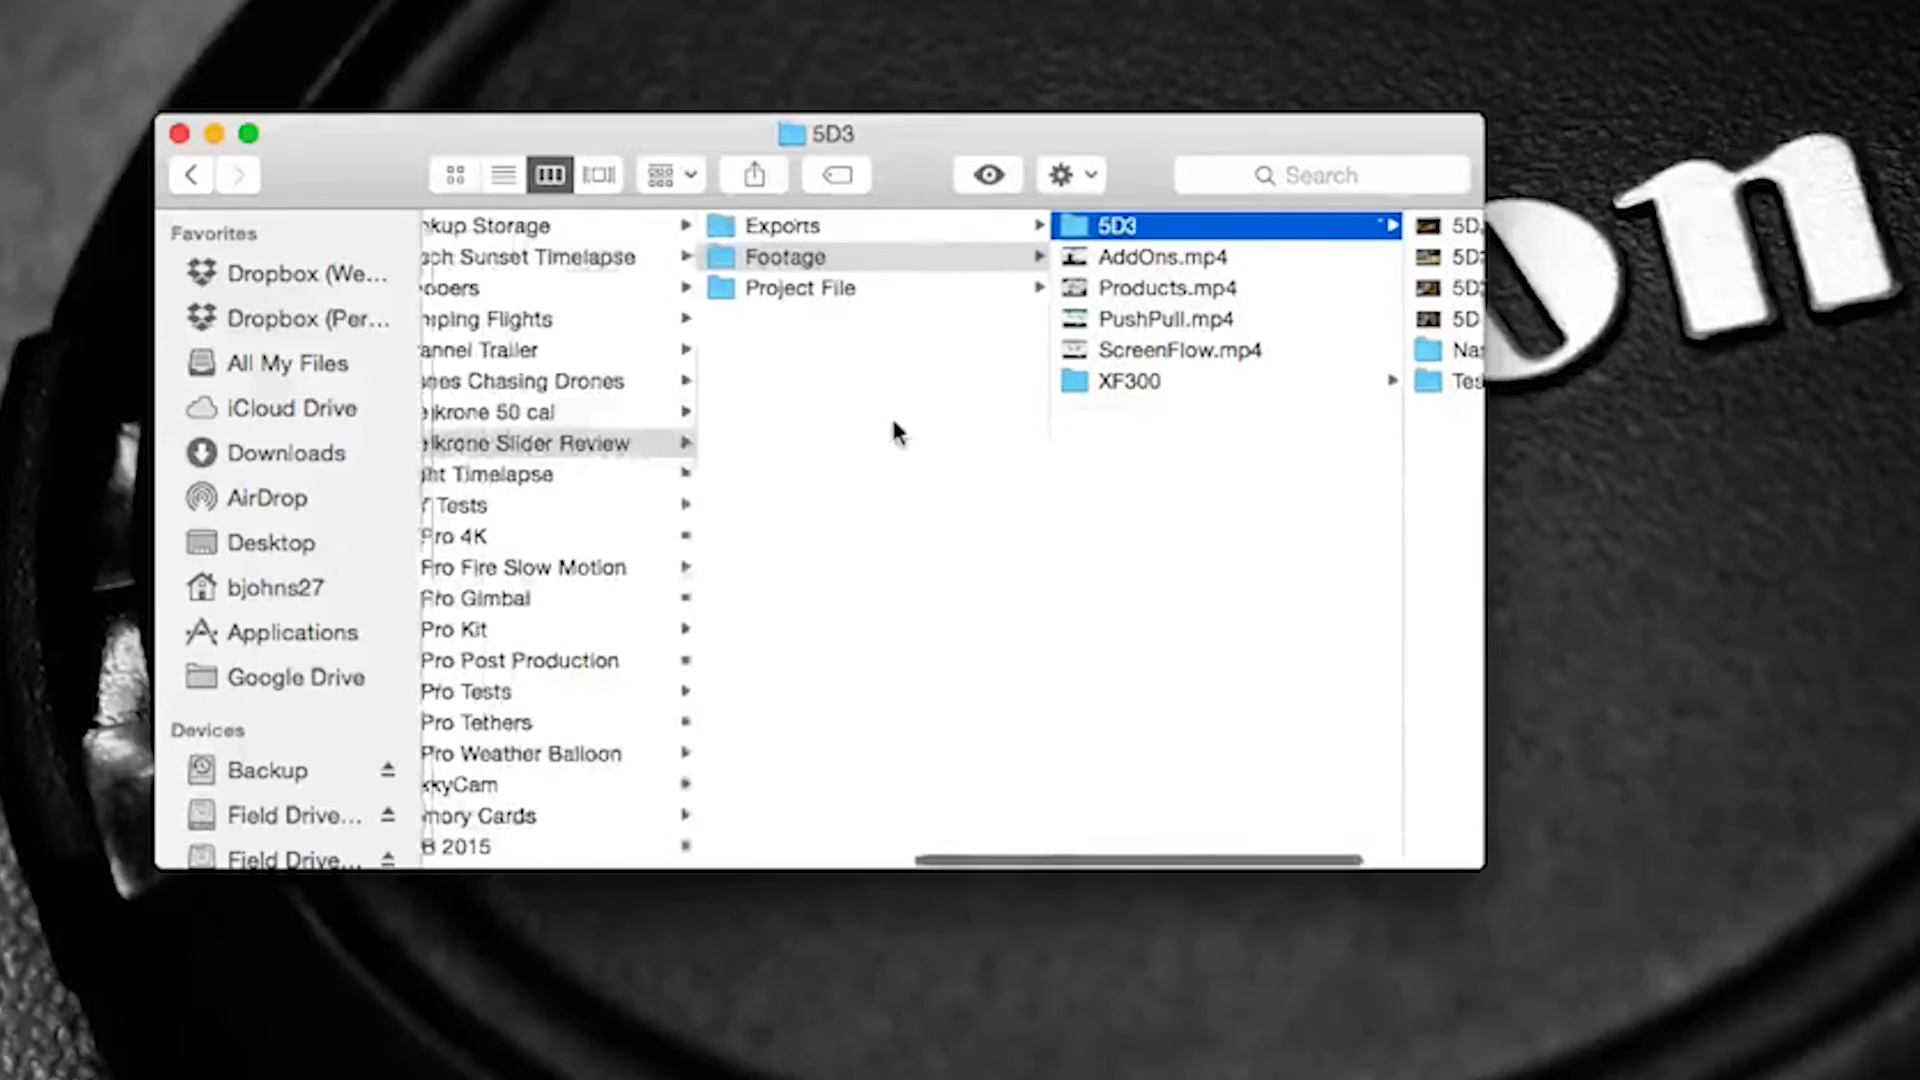 5D3
Search
Favorites
Dropbox (We...
Dropbox (Per...
All My Files
iCloud Drive
Downloads
AirDrop
Desktop
bjohns27
Applications
Google Drive
Devices
Backup
Field Drive...
Field Drive...
kup Storage
Sunset Timelapse
Flights
Trailer
Chasing Drones
krone 50 cal
krone Slider Review
Timelapse
Tests
Pro 4K
Pro Fire Slow Motion
Pro Gimbal
Pro Kit
Pro Post Production
Pro Tests
Pro Tethers
Pro Weather Balloon
kyCam
mory Cards
2015
Exports
Footage
Project File
5D3
AddOns.mp4
Products.mp4
PushPull.mp4
ScreenFlow.mp4
XF300
5D
5D
5D
5D
Na
Tes
on